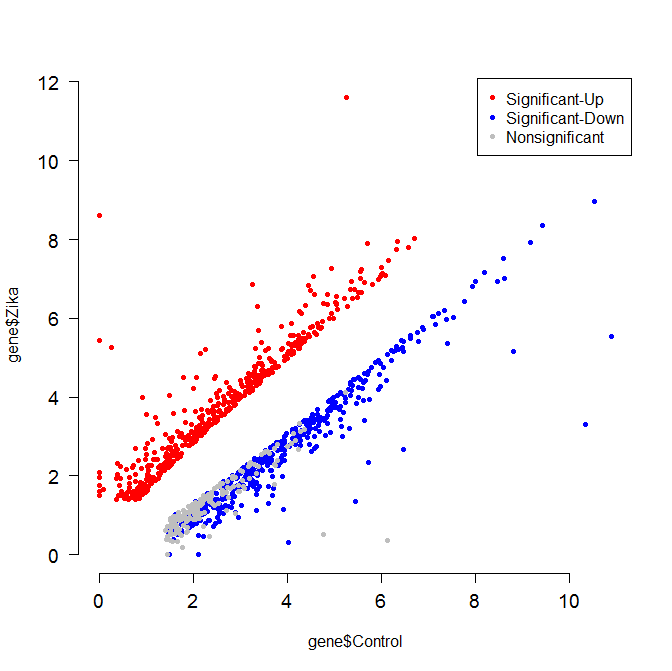 12
10
8
6
4
2
0
gene$Zika
Significant-Up
Significant-Down
Nonsignificant
0 2 4 6 8 10
gene$Control